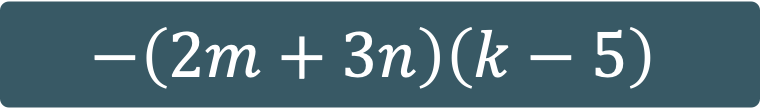 −(2m + 3n)(k − 5)